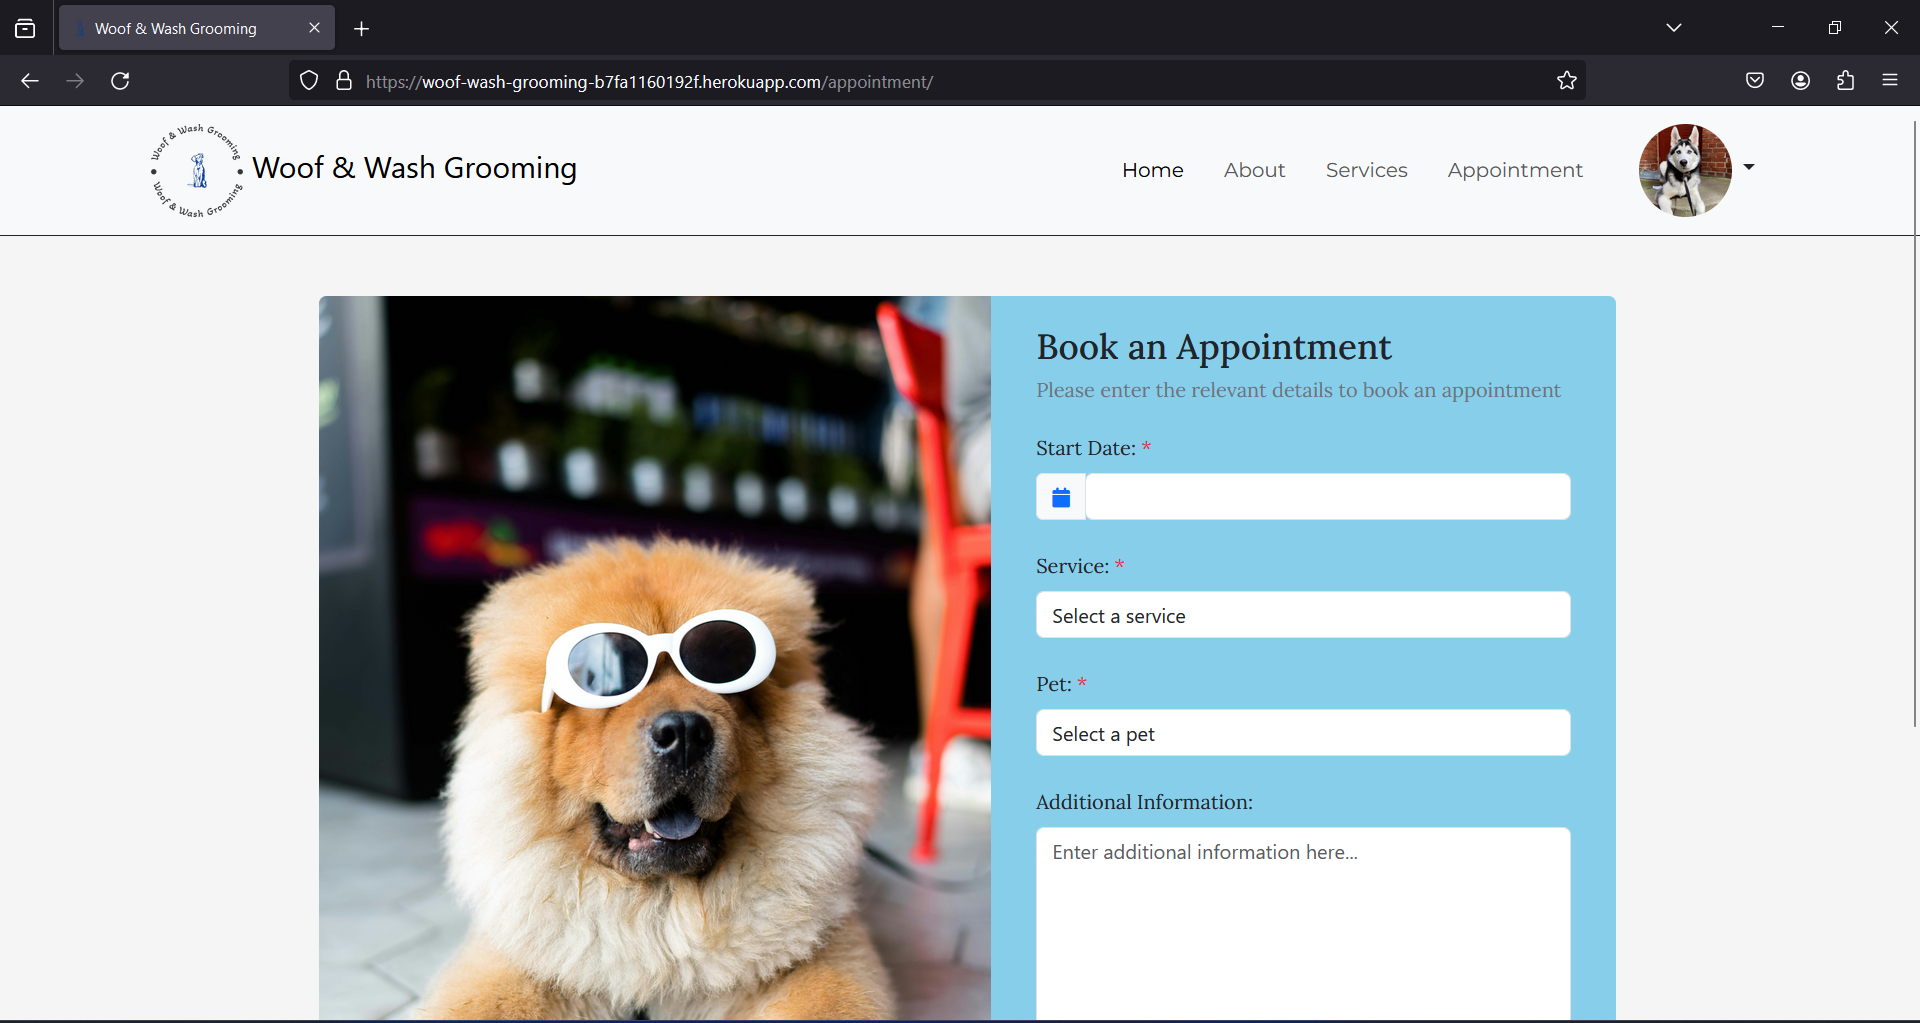 Woof & Wash Grooming
https://woof-wash-grooming-b7fa1160192f.herokuapp.com/appointment/
Woof & Wash Grooming
Woof & Wash Grooming
Woof & Wash Grooming
Home
About
Services
Appointment
Book an Appointment
Please enter the relevant details to book an appointment
Start Date: *
Service: *
Select a service
Pet: *
Select a pet
Additional Information:
Enter additional information here...